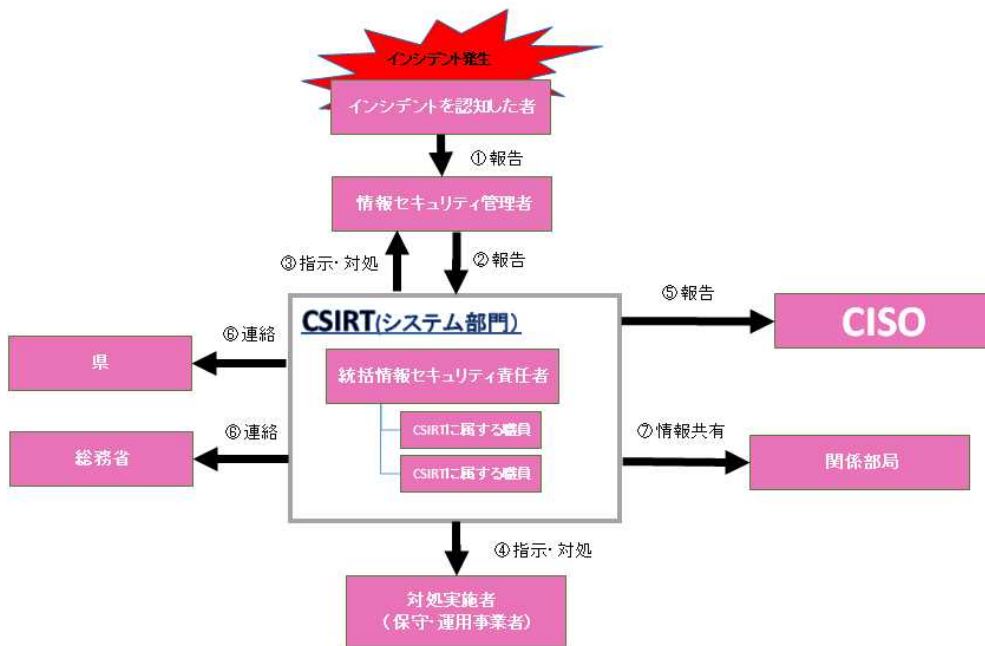 インシデント発生
インシデントを認知した者
①報告
情報セキュリティ管理者
③指示・対処
②報告
CSIRT(システム部門)
⑤報告
CISO
⑥連絡
県
統括情報セキュリティ責任者
CSIRTに属する職員
⑥連絡
総務省
CSIRTに属する職員
⑦情報共有
関係部局
④指示・対処
対処実施者
（保守・運用事業者）